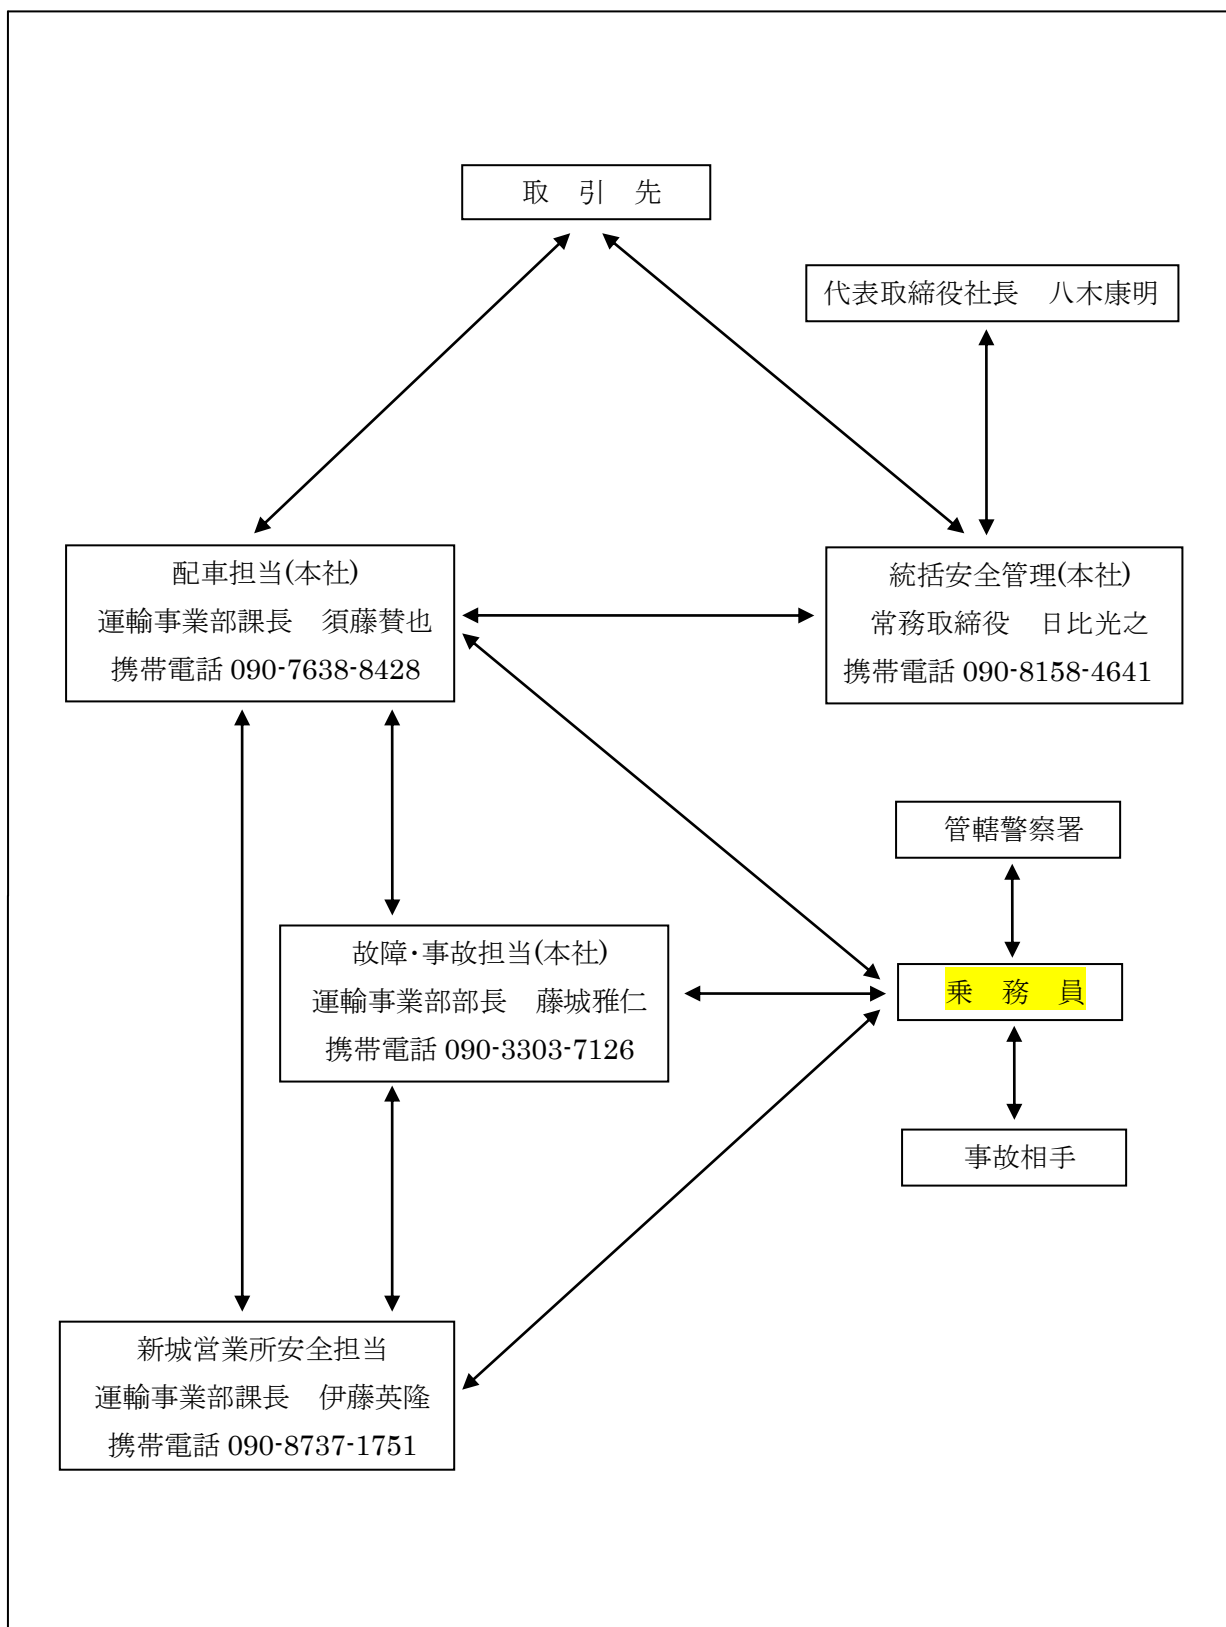 取　引　先
代表取締役社長　八木康明
配車担当(本社)
運輸事業部課長　須藤賛也
携帯電話 090-7638-8428
統括安全管理(本社)
常務取締役　日比光之
携帯電話 090-8158-4641
管轄警察署
故障･事故担当(本社)
運輸事業部部長　藤城雅仁
携帯電話 090-3303-7126
乗　務　員
事故相手
新城営業所安全担当
運輸事業部課長　伊藤英隆
携帯電話 090-8737-1751